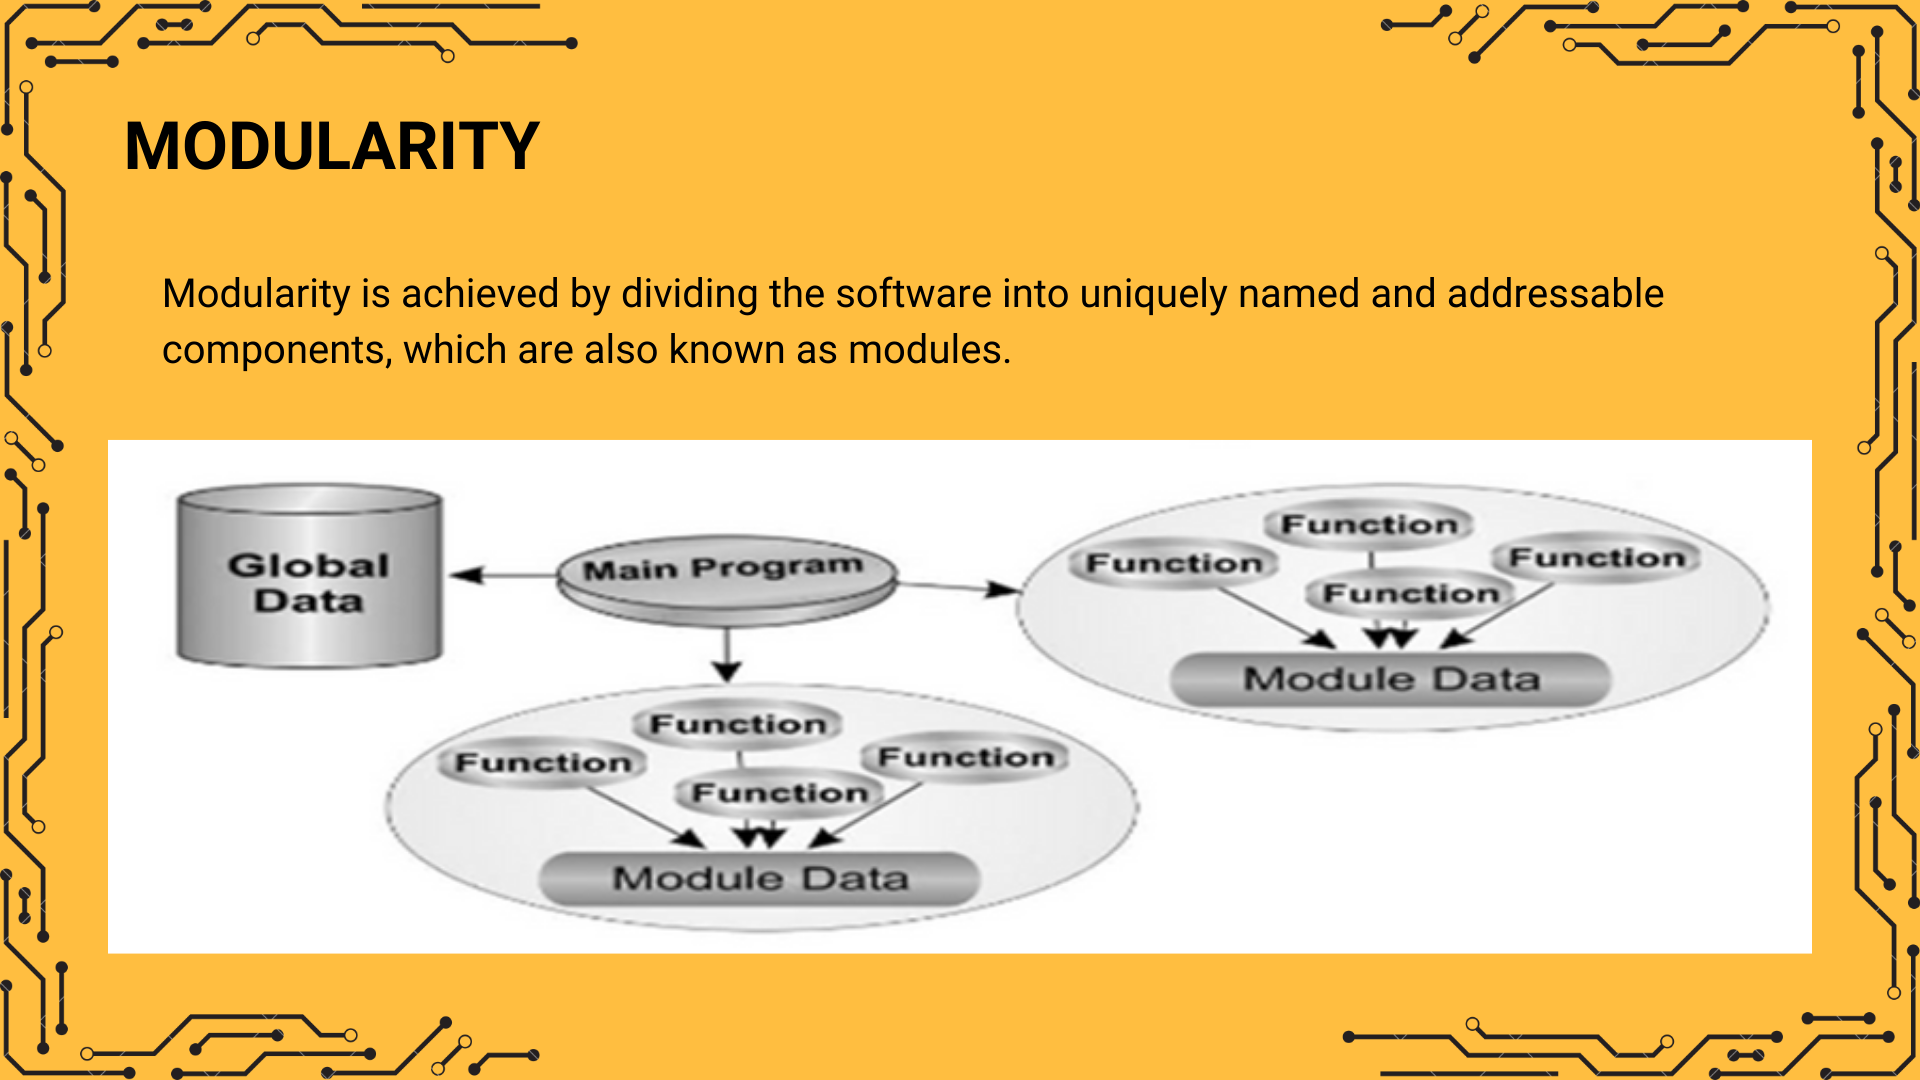 MODULARITY
Modularity is achieved by dividing the software into uniquely named and addressable
components, which are also known as modules.
Global
Data
Main Program
Function
Function
Function
Function
Module Data
Function
Function
Function
Function
Module Data